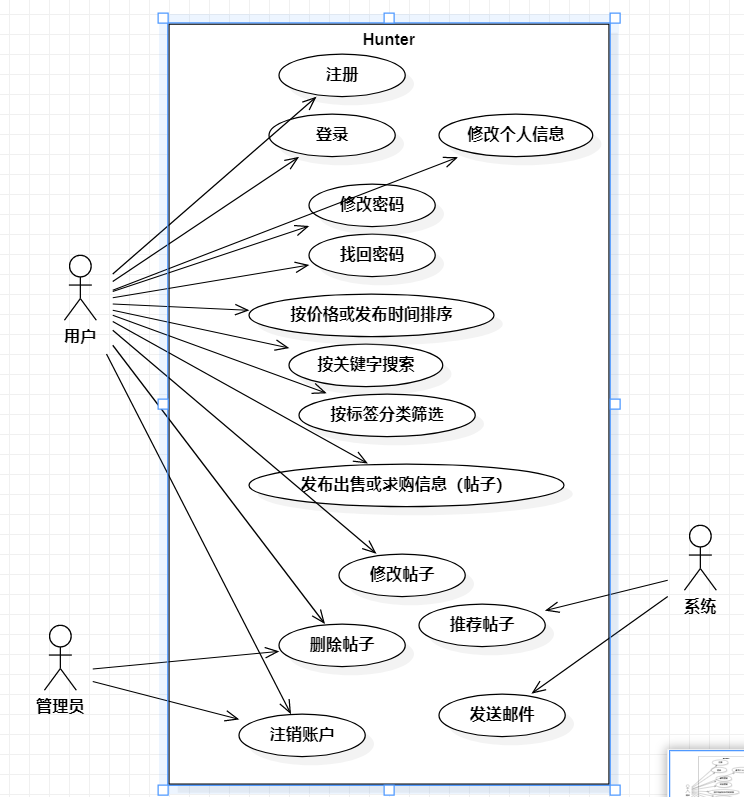 Hunter
注册
登录
修改个人信息
修改密码
找回密码
按价格或发布时间排序
用户
按关键字搜索
按标签分类筛选
发布出售或求购信息（帖子）
修改帖子
系统
推荐帖子
删除帖子
管理员
发送邮件
注销账户